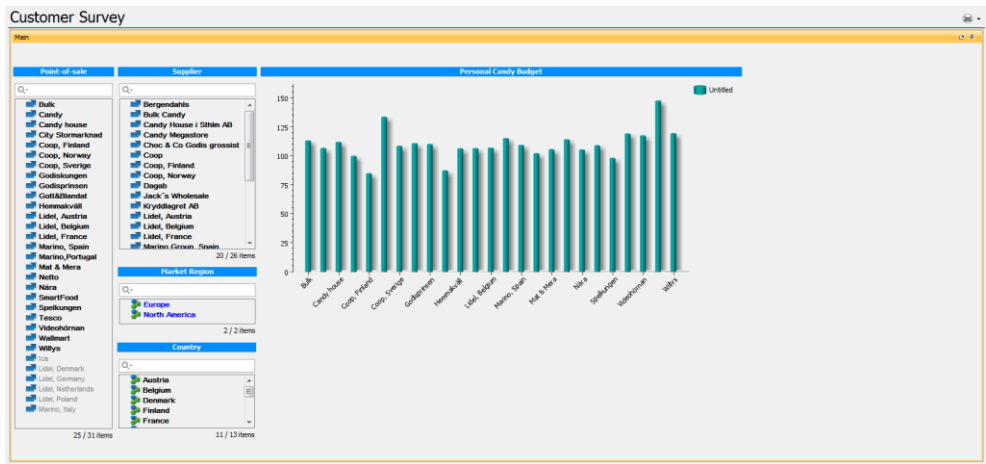 Customer Survey
Main
Point-of-sale
Bulk
Candy
Candy house
City Stormarknad
Coop, Finland
Coop, Norway
Coop, Sverige
Godiskungen
Godisprinsen
Gott&Blandat
Hemmakväll
Lidel, Austria
Lidel, Belgium
Lidel, France
Marino, Spain
Marino,Portugal
Mat & Mera
Netto
Nära
SmartFood
Spelkungen
Tesco
Videohörnan
Wallmart
Willys
Ice
Lidel, Denmark
Lidel, Germany
Lidel, Netherlands
Lidel, Poland
Marino, Italy
25 / 31 items
Supplier
Bergendahls
Bulk Candy
Candy House i Sthlm AB
Candy Megastore
Choc & Co Godis grossist
Coop
Coop, Finland
Coop, Norway
Dagab
Jack´s Wholesale
Kryddlagret AB
Lidel, Austria
Lidel, Belgium
Lidel, France
Marino Group, Spain
20 / 26 items
Market Region
Europe
North America
2 / 2 items
Country
Austria
Belgium
Denmark
Finland
France
11 / 13 items
Personal Candy Budget
Untitled
150
125
100
75
50
25
0
Bulk
Candy house
Coop, Finland
Coop, Sverige
Godisprinsen
Hemmakväll
Lidel, Belgium
Marino, Spain
Mat & Mera
Nära
Spelkungen
Videohörnan
Willys